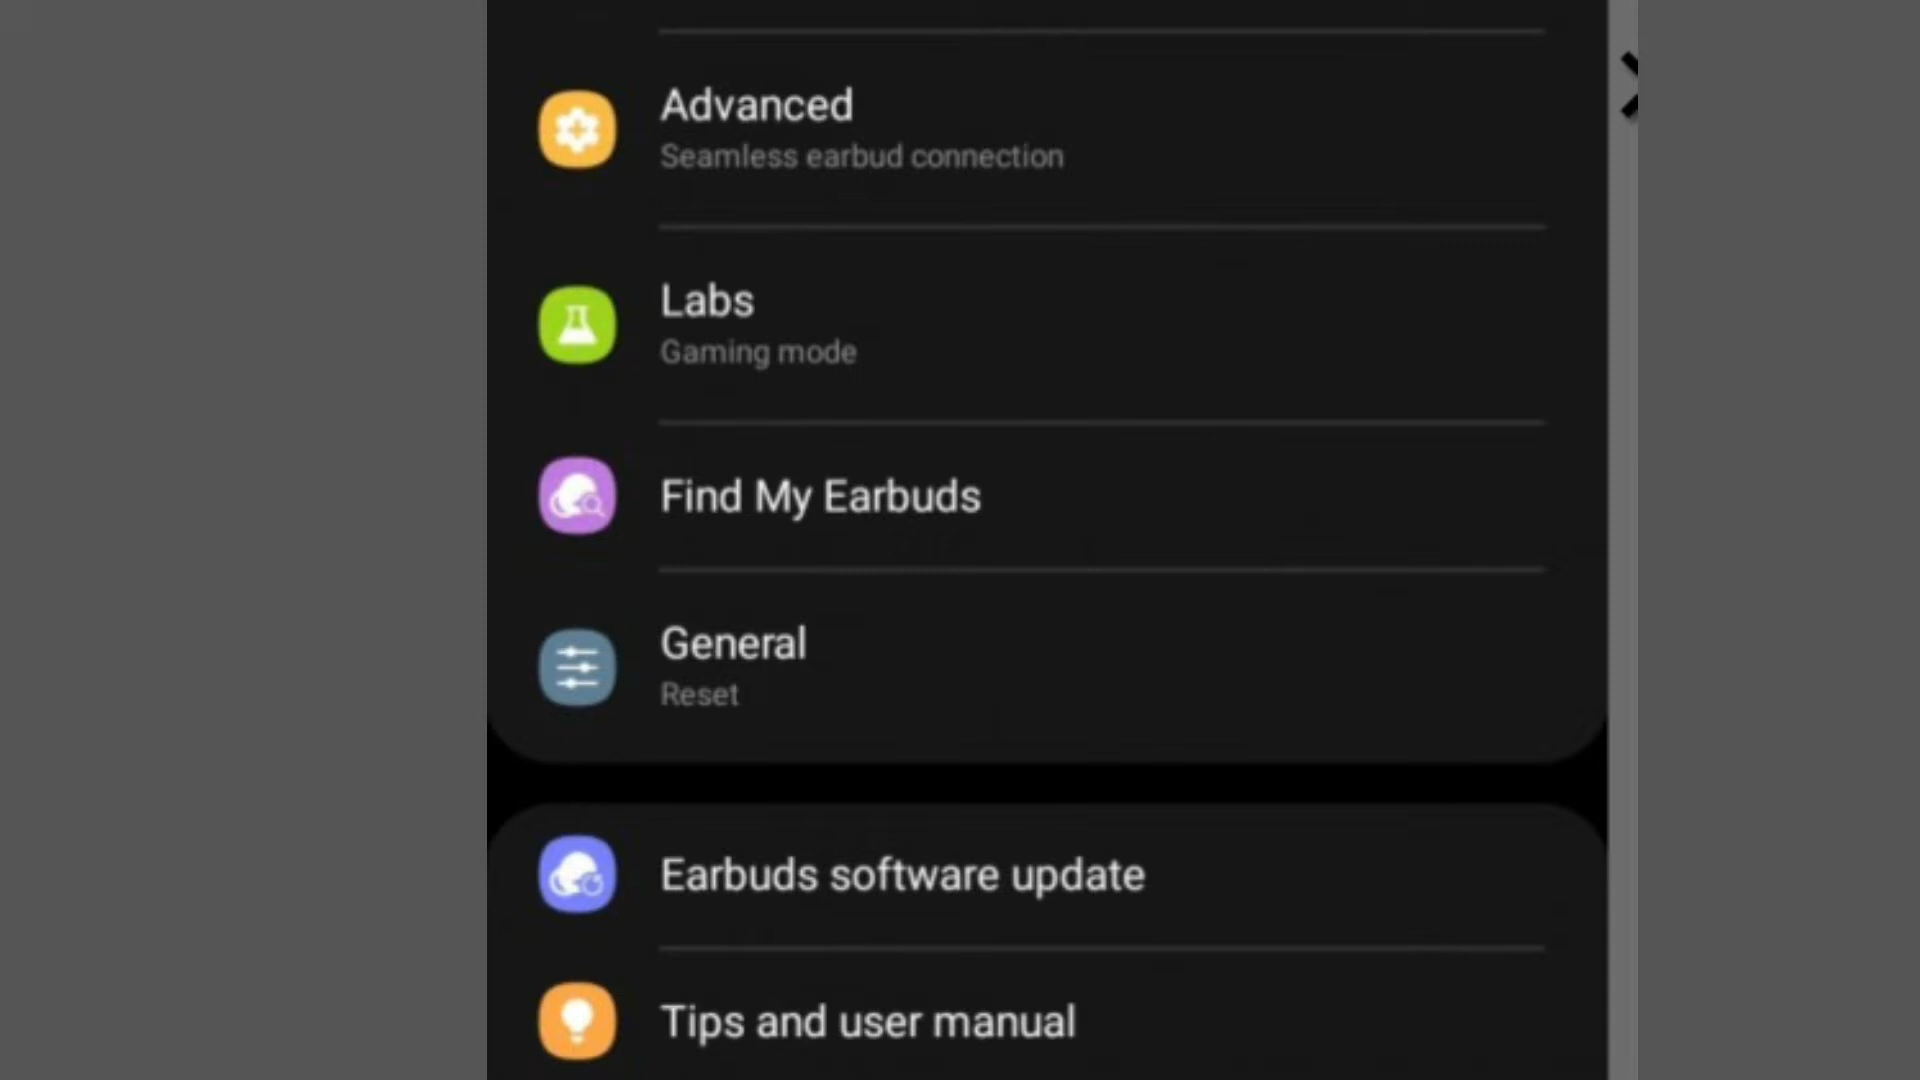 Advanced
Seamless earbud connection
Labs
Gaming mode
Find My Earbuds
General
Reset
Earbuds software update
Tips and user manual